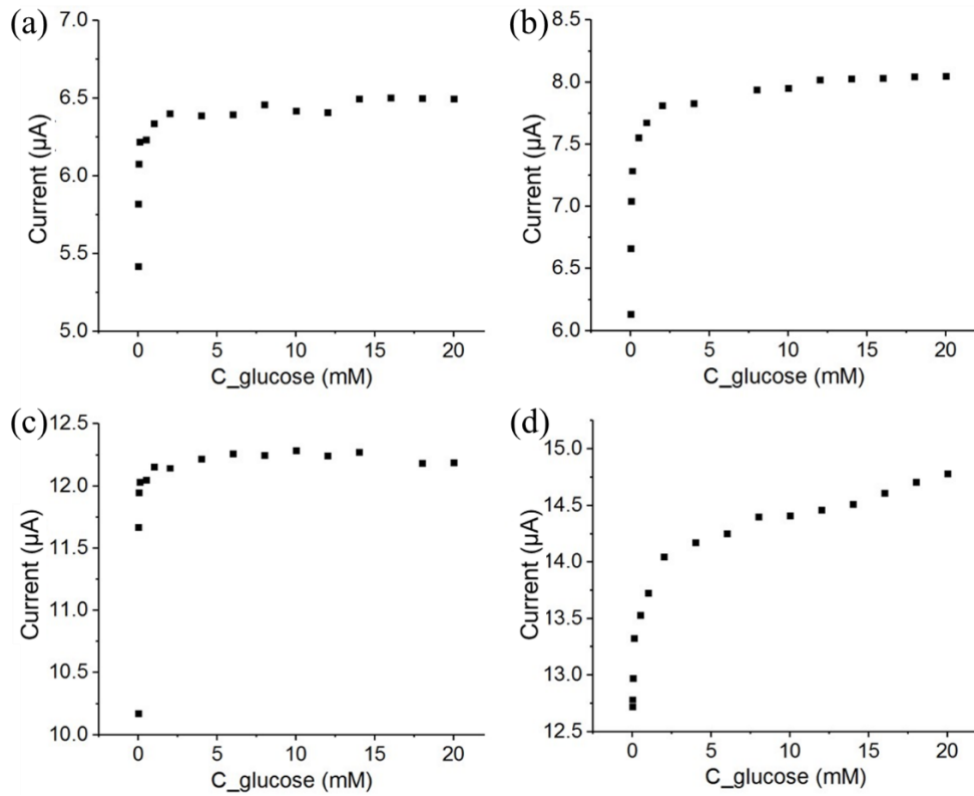 (a)
7.0
6.5
6.0
5.5
5.0
Current (µA)
0 5 10 15 20
C_glucose (mM)
(b)
8.5
8.0
7.5
7.0
6.5
6.0
Current (µA)
0 5 10 15 20
C_glucose (mM)
(c)
12.5
12.0
11.5
11.0
10.5
10.0
Current (µA)
0 5 10 15 20
C_glucose (mM)
(d)
15.0
14.5
14.0
13.5
13.0
12.5
Current (µA)
0 5 10 15 20
C_glucose (mM)